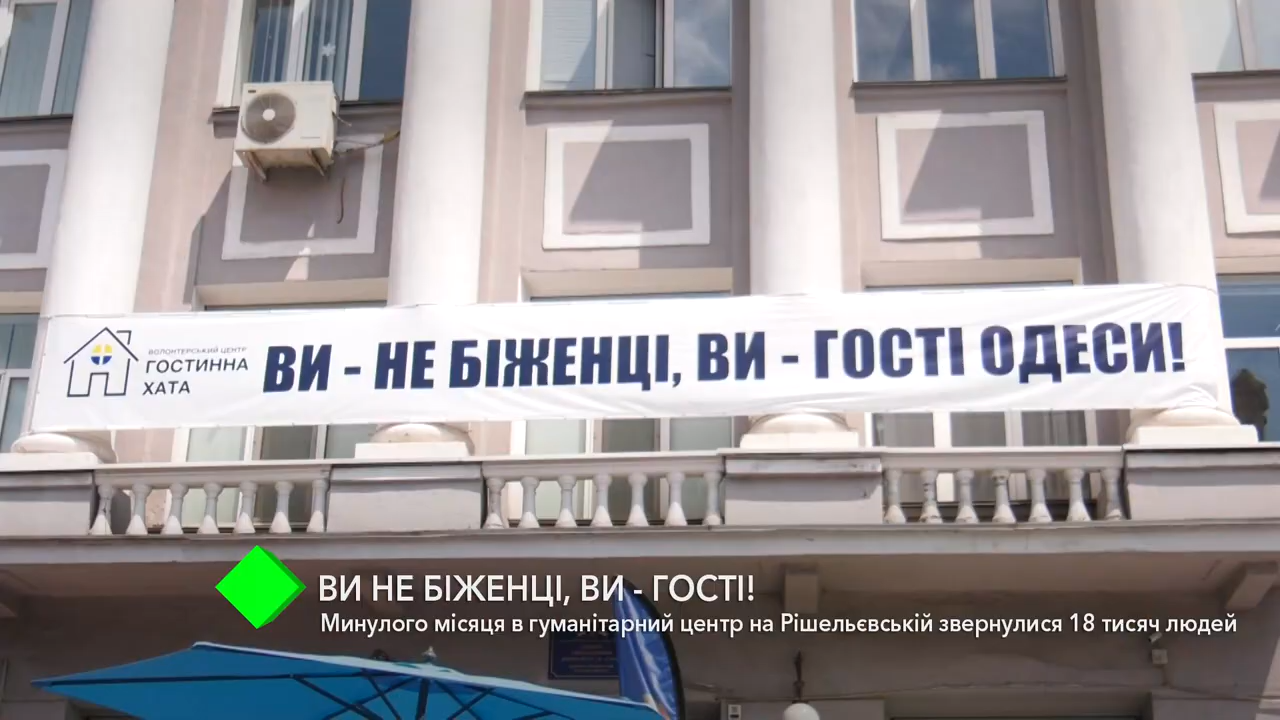 ВОЛОНТЕРСЬКИЙ ЦЕНТР
ГОСТИННА
ХАТА
ВИ - НЕ БІЖЕНЦІ, ВИ - ГОСТІ ОДЕСИ!
ВИ НЕ БІЖЕНЦІ, ВИ - ГОСТІ!
Минулого місяця в гуманітарний центр на Рішельєвській звернулися 18 тисяч людей